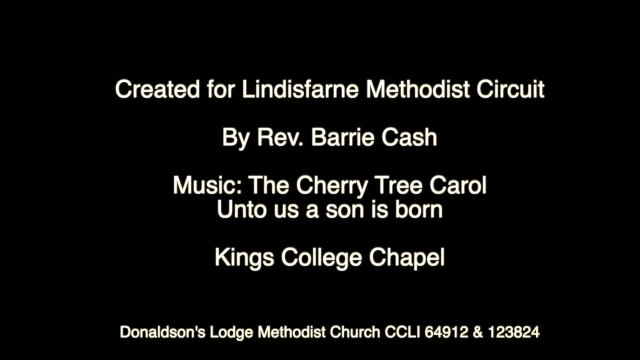 Created for Lindisfarne Methodist Circuit
By Rev. Barrie Cash
Music: The Cherry Tree Carol
Unto us a son is born
Kings College Chapel
Donaldson's Lodge Methodist Church CCLI 64912 & 123824